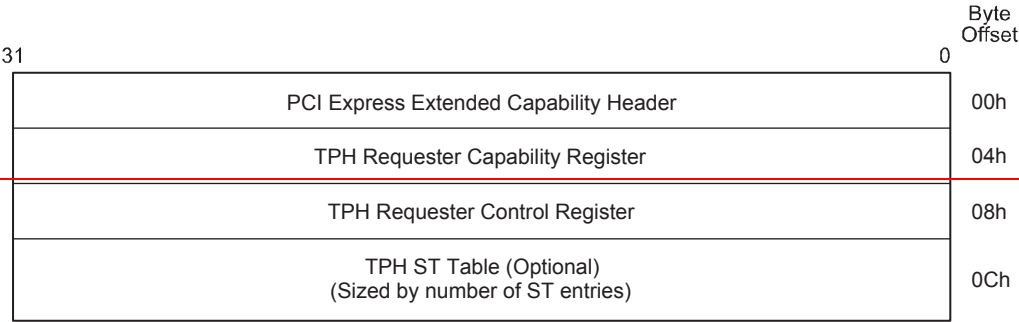 Byte
Offset
31 0
PCI Express Extended Capability Header 00h
TPH Requester Capability Register 04h
TPH Requester Control Register 08h
TPH ST Table (Optional)
(Sized by number of ST entries) 0Ch